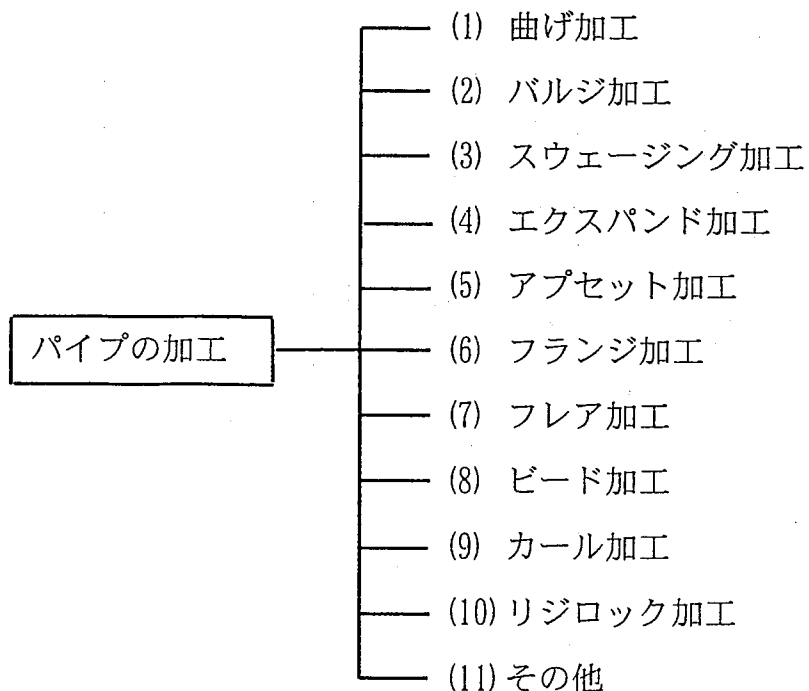 (1) 曲げ加工
(2) バルジ加工
(3) スウェージング加工
(4) エクスパンド加工
(5) アプセット加工
パイプの加工
(6) フランジ加工
(7) フレア加工
(8) ビード加工
(9) カール加工
(10) リジロック加工
(11) その他